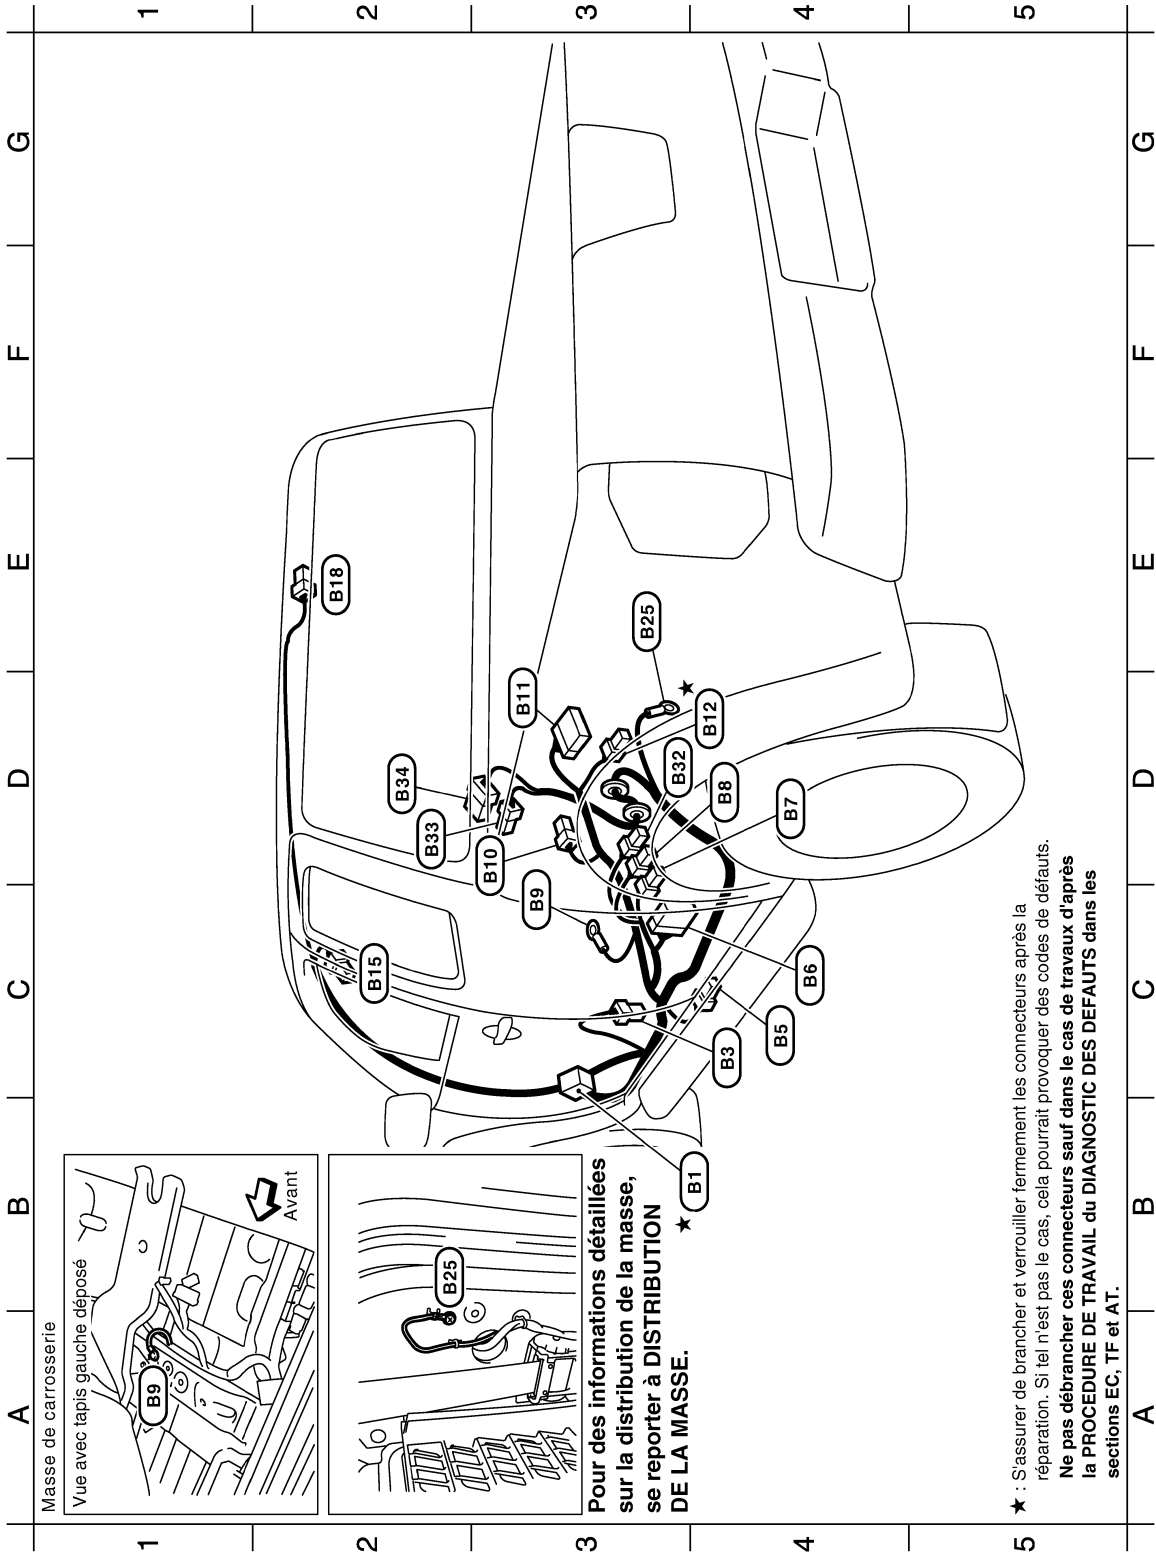 A B C D E F G
1 1
2 2
3 3
4 4
5 5
A B C D E F G
Masse de carrosserie
Vue avec tapis gauche déposé
B9
Avant
B25
Pour des informations détaillées
sur la distribution de la masse,
se reporter à DISTRIBUTION
DE LA MASSE.
B18
B15
B34
B33
B10
B11
B9
B25
★
B12
B32
B8
B7
B6
B5
B3
B1
★
★ : S'assurer de brancher et verrouiller fermement les connecteurs après la
réparation. Si tel n'est pas le cas, cela pourrait provoquer des codes de défauts.
Ne pas débrancher ces connecteurs sauf dans le cas de travaux d'après
la PROCEDURE DE TRAVAIL du DIAGNOSTIC DES DEFAUTS dans les
sections EC, TF et AT.